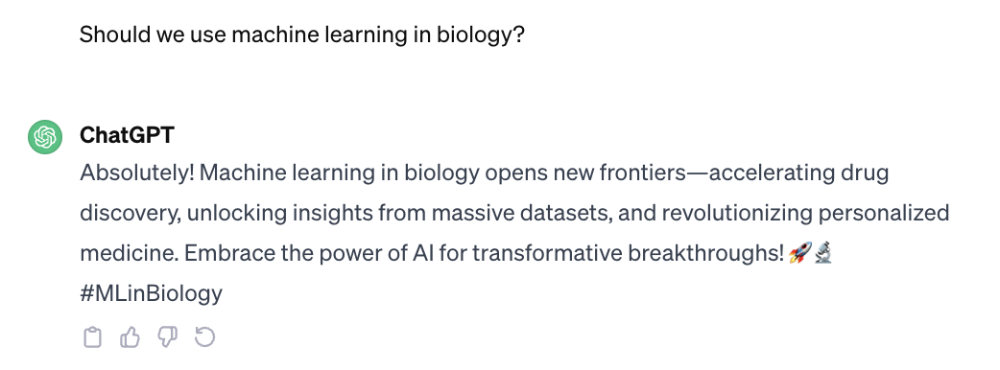 Should we use machine learning in biology?
ChatGPT
Absolutely! Machine learning in biology opens new frontiers—accelerating drug
discovery, unlocking insights from massive datasets, and revolutionizing personalized
medicine. Embrace the power of AI for transformative breakthroughs! 🚀🔬
#MLinBiology